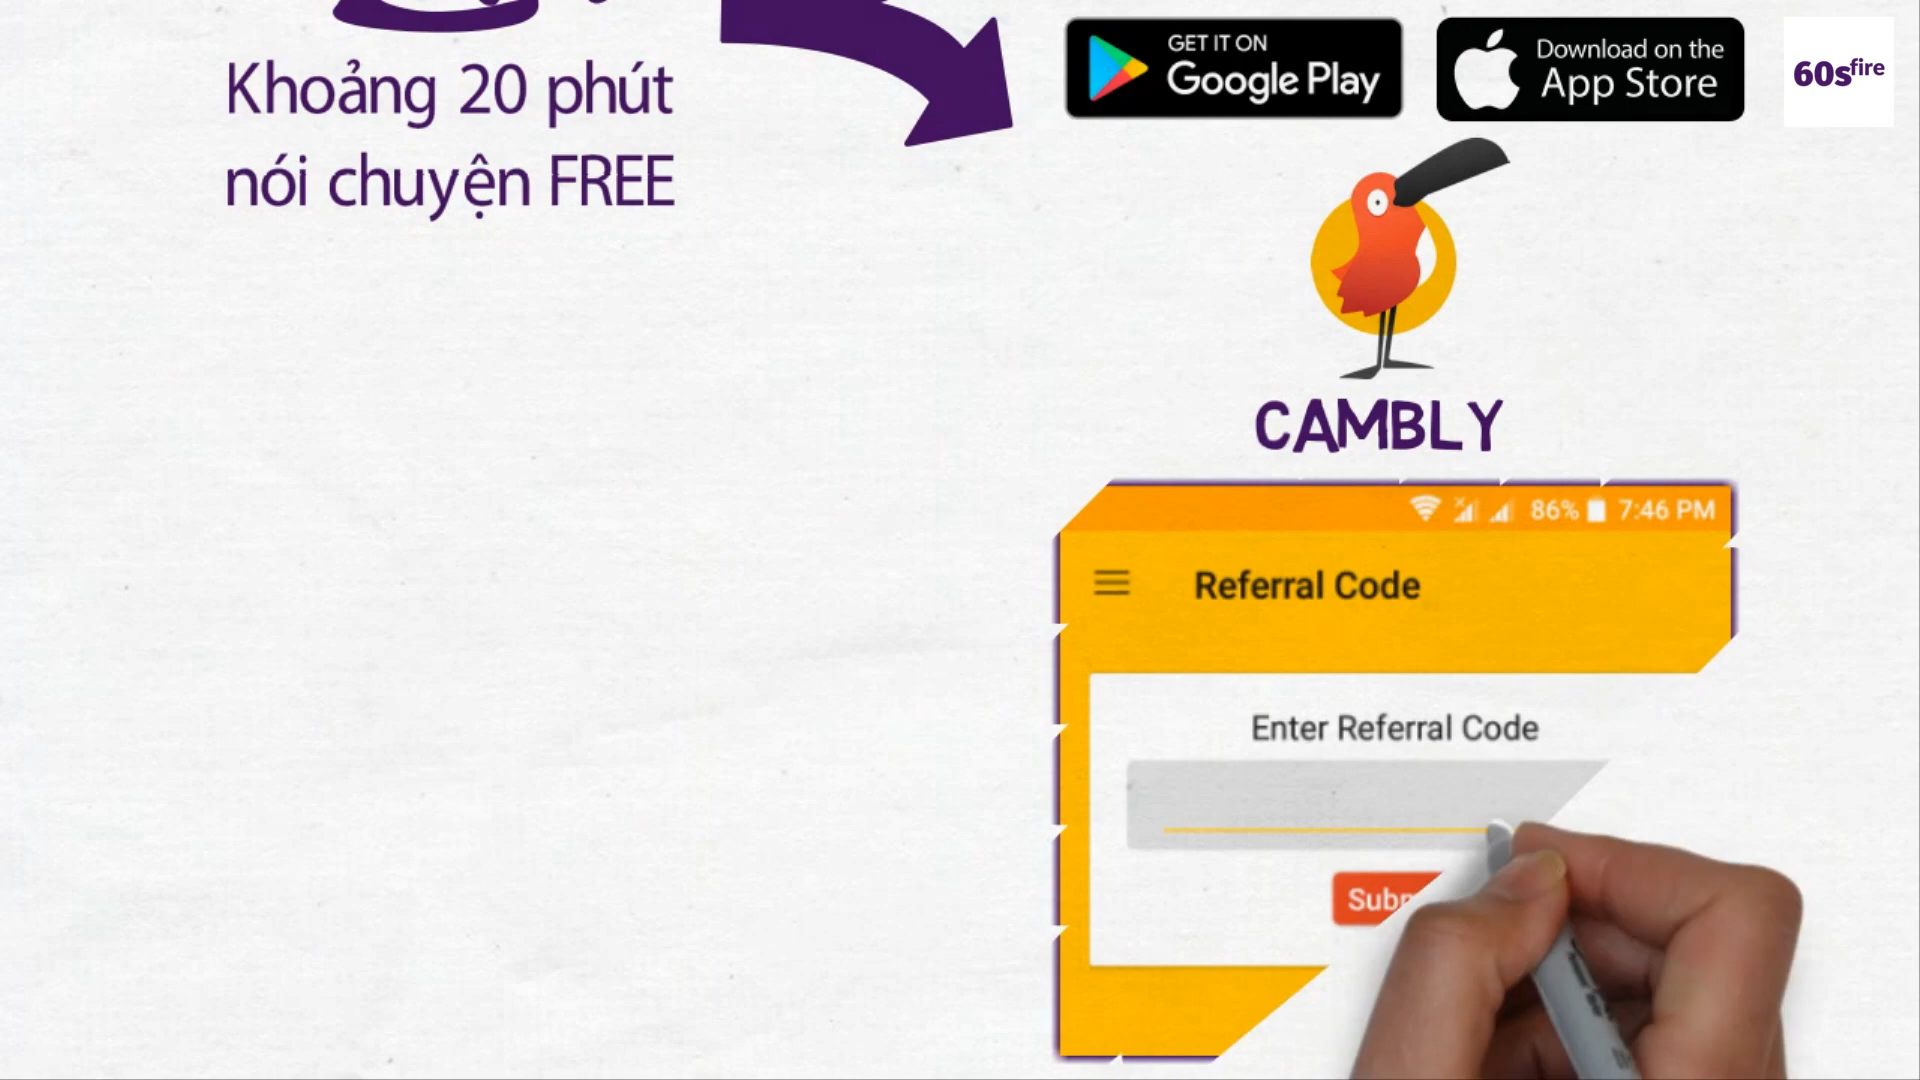 Khoảng 20 phút
nói chuyện FREE
GET IT ON
Google Play
Download on the
App Store
60sfire
CAMBLY
86% 7:46 PM
Referral Code
Enter Referral Code